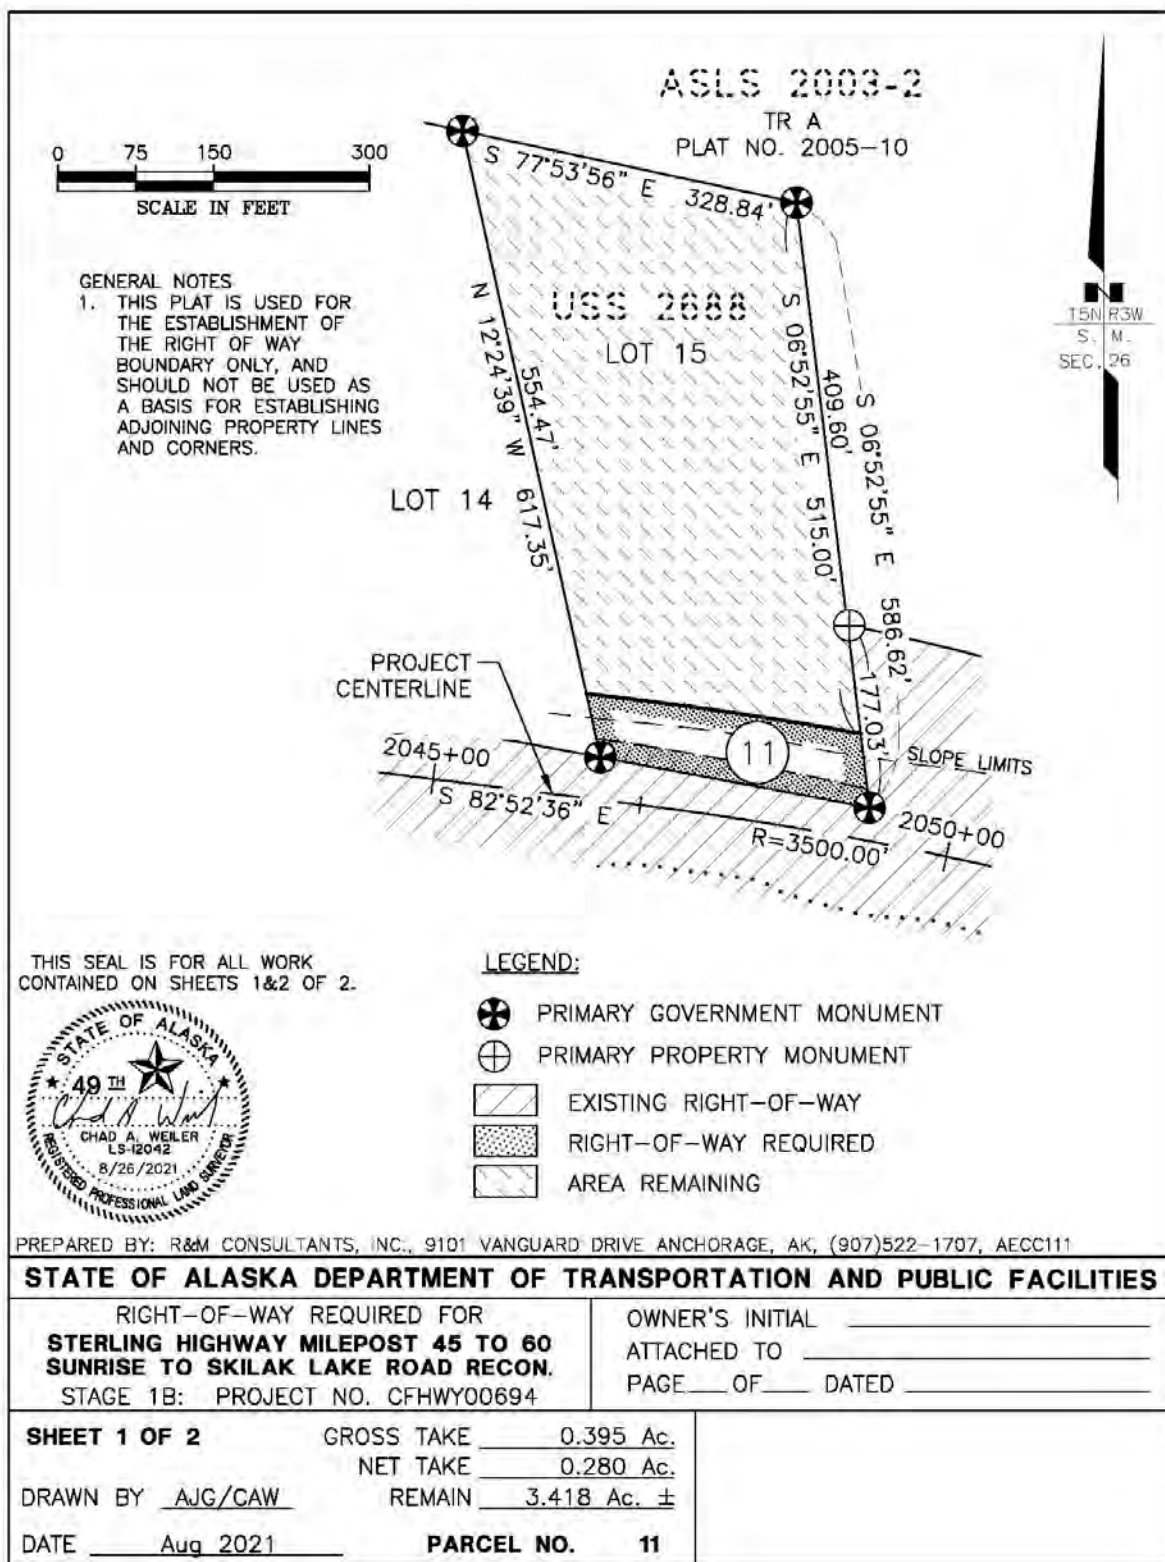 ASLS 2003-2
TR A
PLAT NO. 2005-10
0 75 150 300
SCALE IN FEET
S 77°53'56" E 328.84'
GENERAL NOTES
1. THIS PLAT IS USED FOR
THE ESTABLISHMENT OF
THE RIGHT OF WAY
BOUNDARY ONLY, AND
SHOULD NOT BE USED AS
A BASIS FOR ESTABLISHING
ADJOINING PROPERTY LINES
AND CORNERS.
N
T5N R3W
S. M.
SEC. 26
USS 2688
LOT 15
N 12°24'39" W 617.35'
554.47'
S 06°52'55" E 515.00'
409.60'
S 06°52'55" E 586.62'
177.03'
LOT 14
PROJECT
CENTERLINE
11
SLOPE LIMITS
2045+00
S 82°52'36" E
R=3500.00'
2050+00
THIS SEAL IS FOR ALL WORK
CONTAINED ON SHEETS 1&2 OF 2.
STATE OF ALASKA
49 TH
Chad A. Weiler
CHAD A. WEILER
LS-12042
8/26/2021
REGISTERED PROFESSIONAL LAND SURVEYOR
LEGEND:
PRIMARY GOVERNMENT MONUMENT
PRIMARY PROPERTY MONUMENT
EXISTING RIGHT-OF-WAY
RIGHT-OF-WAY REQUIRED
AREA REMAINING
PREPARED BY: R&M CONSULTANTS, INC., 9101 VANGUARD DRIVE ANCHORAGE, AK, (907)522-1707, AECC111
STATE OF ALASKA DEPARTMENT OF TRANSPORTATION AND PUBLIC FACILITIES
RIGHT-OF-WAY REQUIRED FOR
STERLING HIGHWAY MILEPOST 45 TO 60
SUNRISE TO SKILAK LAKE ROAD RECON.
STAGE 1B: PROJECT NO. CFHWY00694
OWNER'S INITIAL
ATTACHED TO
PAGE OF DATED
SHEET 1 OF 2 GROSS TAKE 0.395 Ac.
NET TAKE 0.280 Ac.
DRAWN BY AJG/CAW REMAIN 3.418 Ac. ±
DATE Aug 2021 PARCEL NO. 11